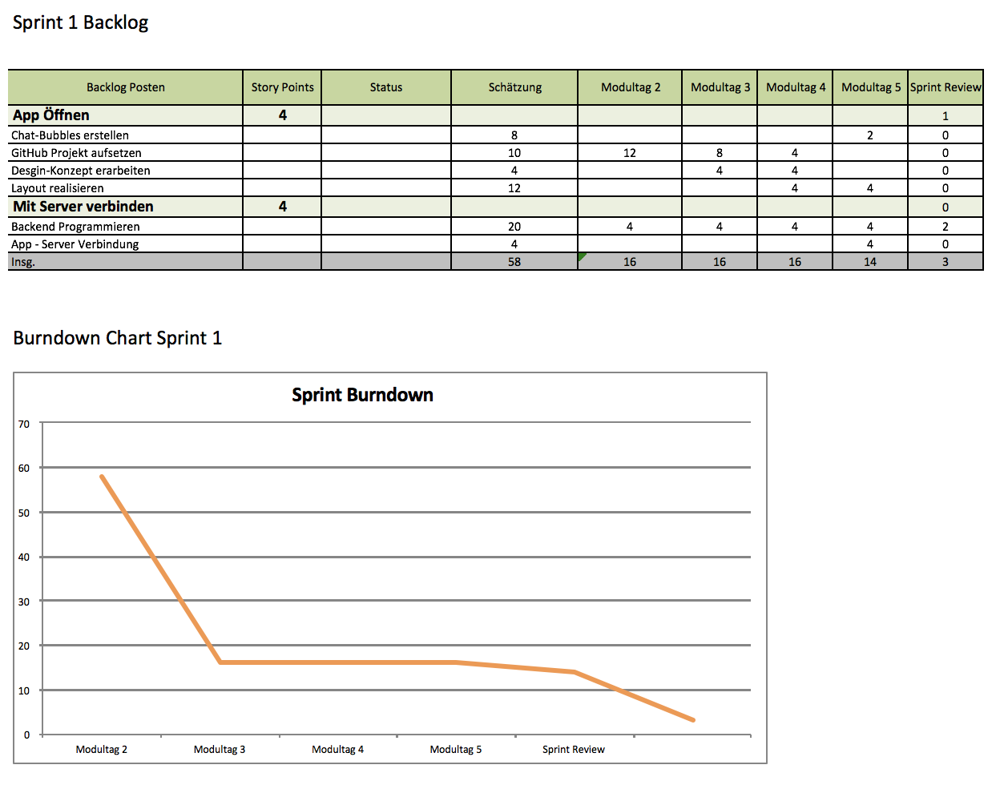 Sprint 1 Backlog
Backlog Posten Story Points Status Schätzung Modultag 2 Modultag 3 Modultag 4 Modultag 5 Sprint Review
App Öffnen 4 1
Chat-Bubbles erstellen 8 2 0
GitHub Projekt aufsetzen 10 12 8 4 0
Desgin-Konzept erarbeiten 4 4 4 0
Layout realisieren 12 4 4 0
Mit Server verbinden 4 0
Backend Programmieren 20 4 4 4 4 2
App - Server Verbindung 4 4 0
Insg. 58 16 16 16 14 3
Burndown Chart Sprint 1
Sprint Burndown
70
60
50
40
30
20
10
0
Modultag 2 Modultag 3 Modultag 4 Modultag 5 Sprint Review